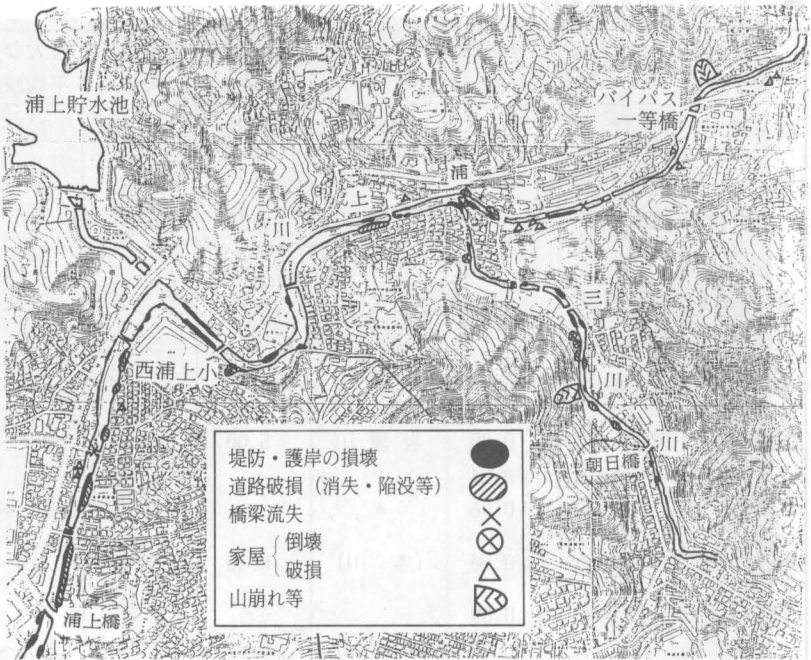 浦上貯水池
バイパス
一等橋
浦
上
川
三
川
川
西浦上小
朝日橋
浦上橋
堤防・護岸の損壊
道路破損（消失・陥没等）
橋梁流失
家屋 倒壊
破損
山崩れ等